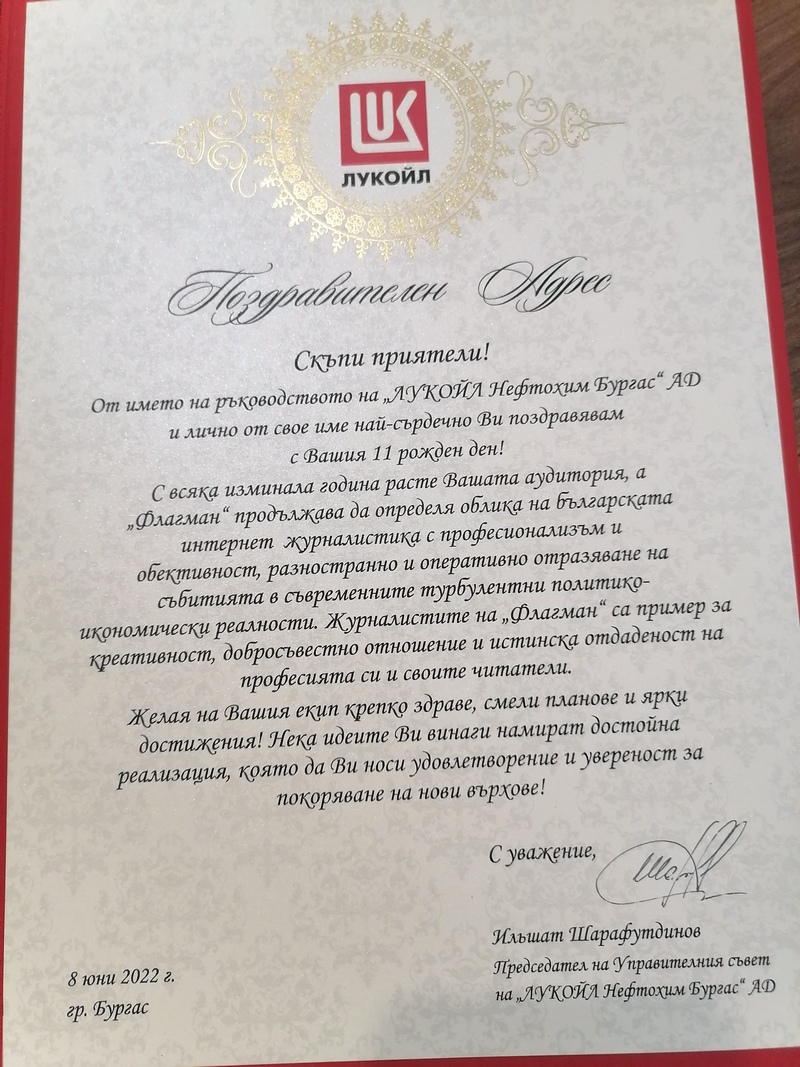 LUK
ЛУКОЙЛ
Поздравителен Адрес
Скъпи приятели!
От името на ръководството на „ЛУКОЙЛ Нефтохим Бургас“ АД
и лично от свое име най-сърдечно Ви поздравявам
с Вашия 11 рожден ден!
С всяка изминала година расте Вашата аудитория, а
„Флагман“ продължава да определя облика на българската
интернет журналистика с професионализъм и
обективност, разностранно и оперативно отразяване на
събитията в съвременните турбулентни политико-
икономически реалности. Журналистите на „Флагман“ са пример за
креативност, добросъвестно отношение и истинска отдаденост на
професията си и своите читатели.
Желая на Вашия екип крепко здраве, смели планове и ярки
достижения! Нека идеите Ви винаги намират достойна
реализация, която да Ви носи удовлетворение и увереност за
покоряване на нови върхове!
С уважение,
Илшат Шарафутдинов
Председател на Управителния съвет
на „ЛУКОЙЛ Нефтохим Бургас“ АД
8 юни 2022 г.
гр. Бургас